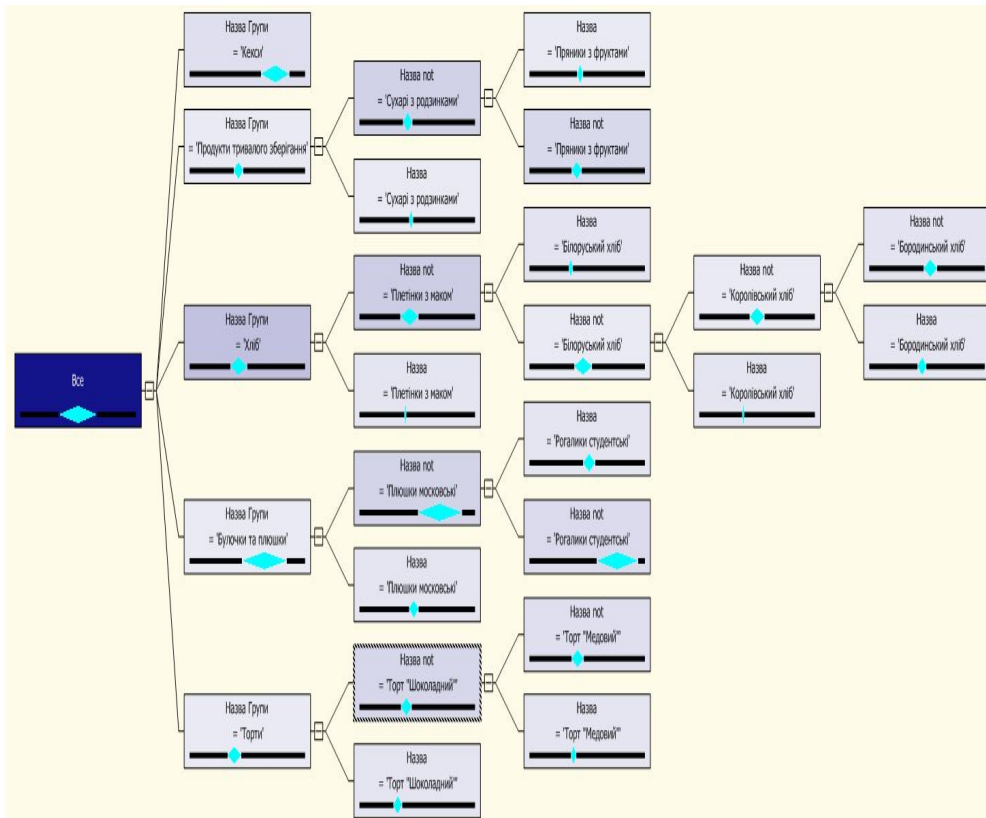 Все
Назва Групи
= 'Кекси'
Назва Групи
= 'Продукти тривалого зберігання'
Назва Групи
= 'Хліб'
Назва Групи
= 'Булочки та плюшки'
Назва Групи
= 'Торти'
Назва not
= 'Сухарі з родзинками'
Назва
= 'Сухарі з родзинками'
Назва not
= 'Плетінки з маком'
Назва
= 'Плетінки з маком'
Назва not
= 'Плюшки московські'
Назва
= 'Плюшки московські'
Назва not
= 'Торт "Шоколадний"'
Назва
= 'Торт "Шоколадний"'
Назва
= 'Пряники з фруктами'
Назва not
= 'Пряники з фруктами'
Назва
= 'Білоруський хліб'
Назва not
= 'Білоруський хліб'
Назва
= 'Рогалики студентські'
Назва not
= 'Рогалики студентські'
Назва not
= 'Торт "Медовий"'
Назва
= 'Торт "Медовий"'
Назва not
= 'Королівський хліб'
Назва
= 'Королівський хліб'
Назва not
= 'Бородинський хліб'
Назва
= 'Бородинський хліб'